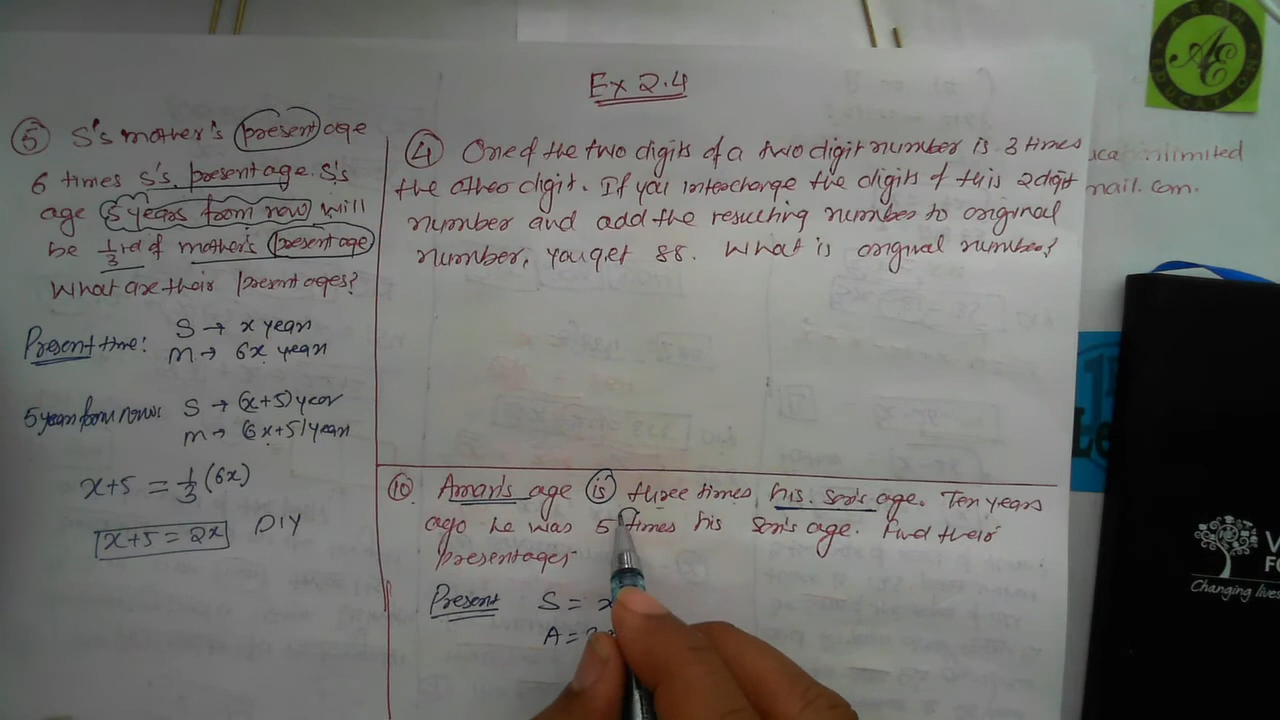 Ex 2.4
⑤ S's mother's present age
6 times S's present age. S's
age 5 years from now will
be 1/3 rd of mother's present age
What are their present ages?
Present time: S → x year
m → 6x year
5 year from now: S → (x+5) year
m → (6x+5) year
x+5 = 1/3 (6x)
x+5 = 2x DIY
④ One of the two digits of a two digit number is 3 times
the other digit. If you interchange the digits of this 2 digit
number and add the resulting number to original
number, you get 88. What is original number?
⑩ Aman's age is three times his son's age. Ten years
ago he was 5 times his son's age. Find their
present ages
Present S = x
A = 3
ARCH EDUCATION
AE
mail.com.
Changing lives